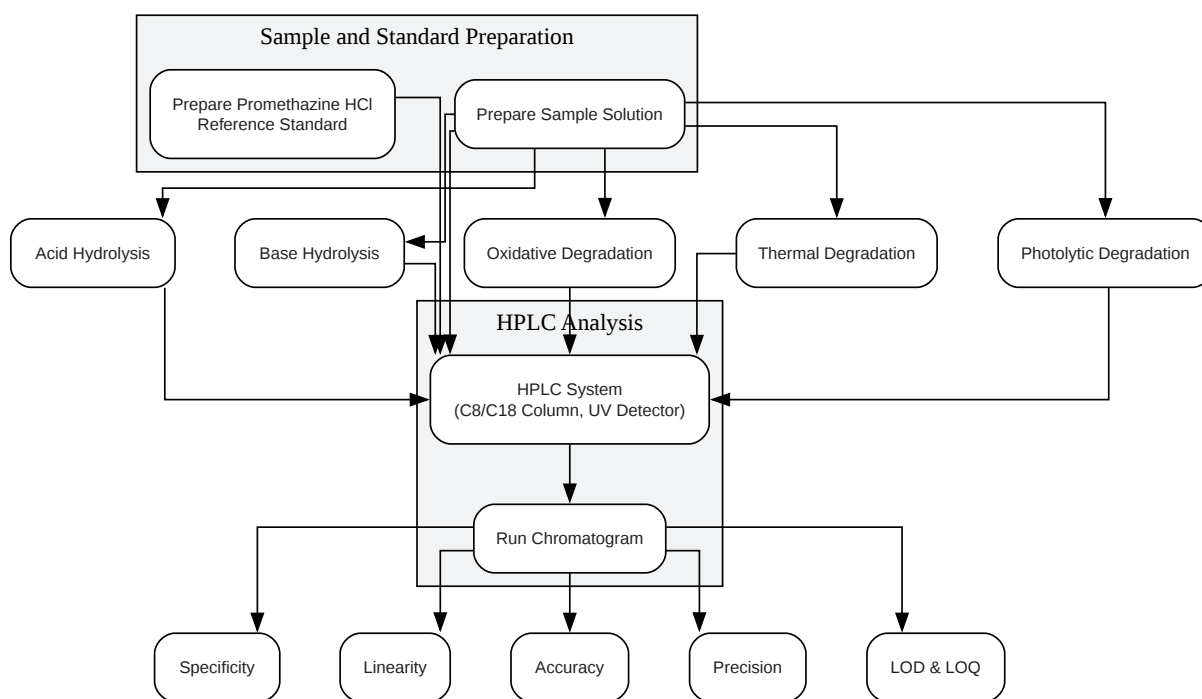 Sample and Standard Preparation
Prepare Promethazine HCl
Reference Standard
Prepare Sample Solution
Acid Hydrolysis
Base Hydrolysis
Oxidative Degradation
Thermal Degradation
Photolytic Degradation
HPLC Analysis
HPLC System
(C8/C18 Column, UV Detector)
Run Chromatogram
Specificity
Linearity
Accuracy
Precision
LOD & LOQ